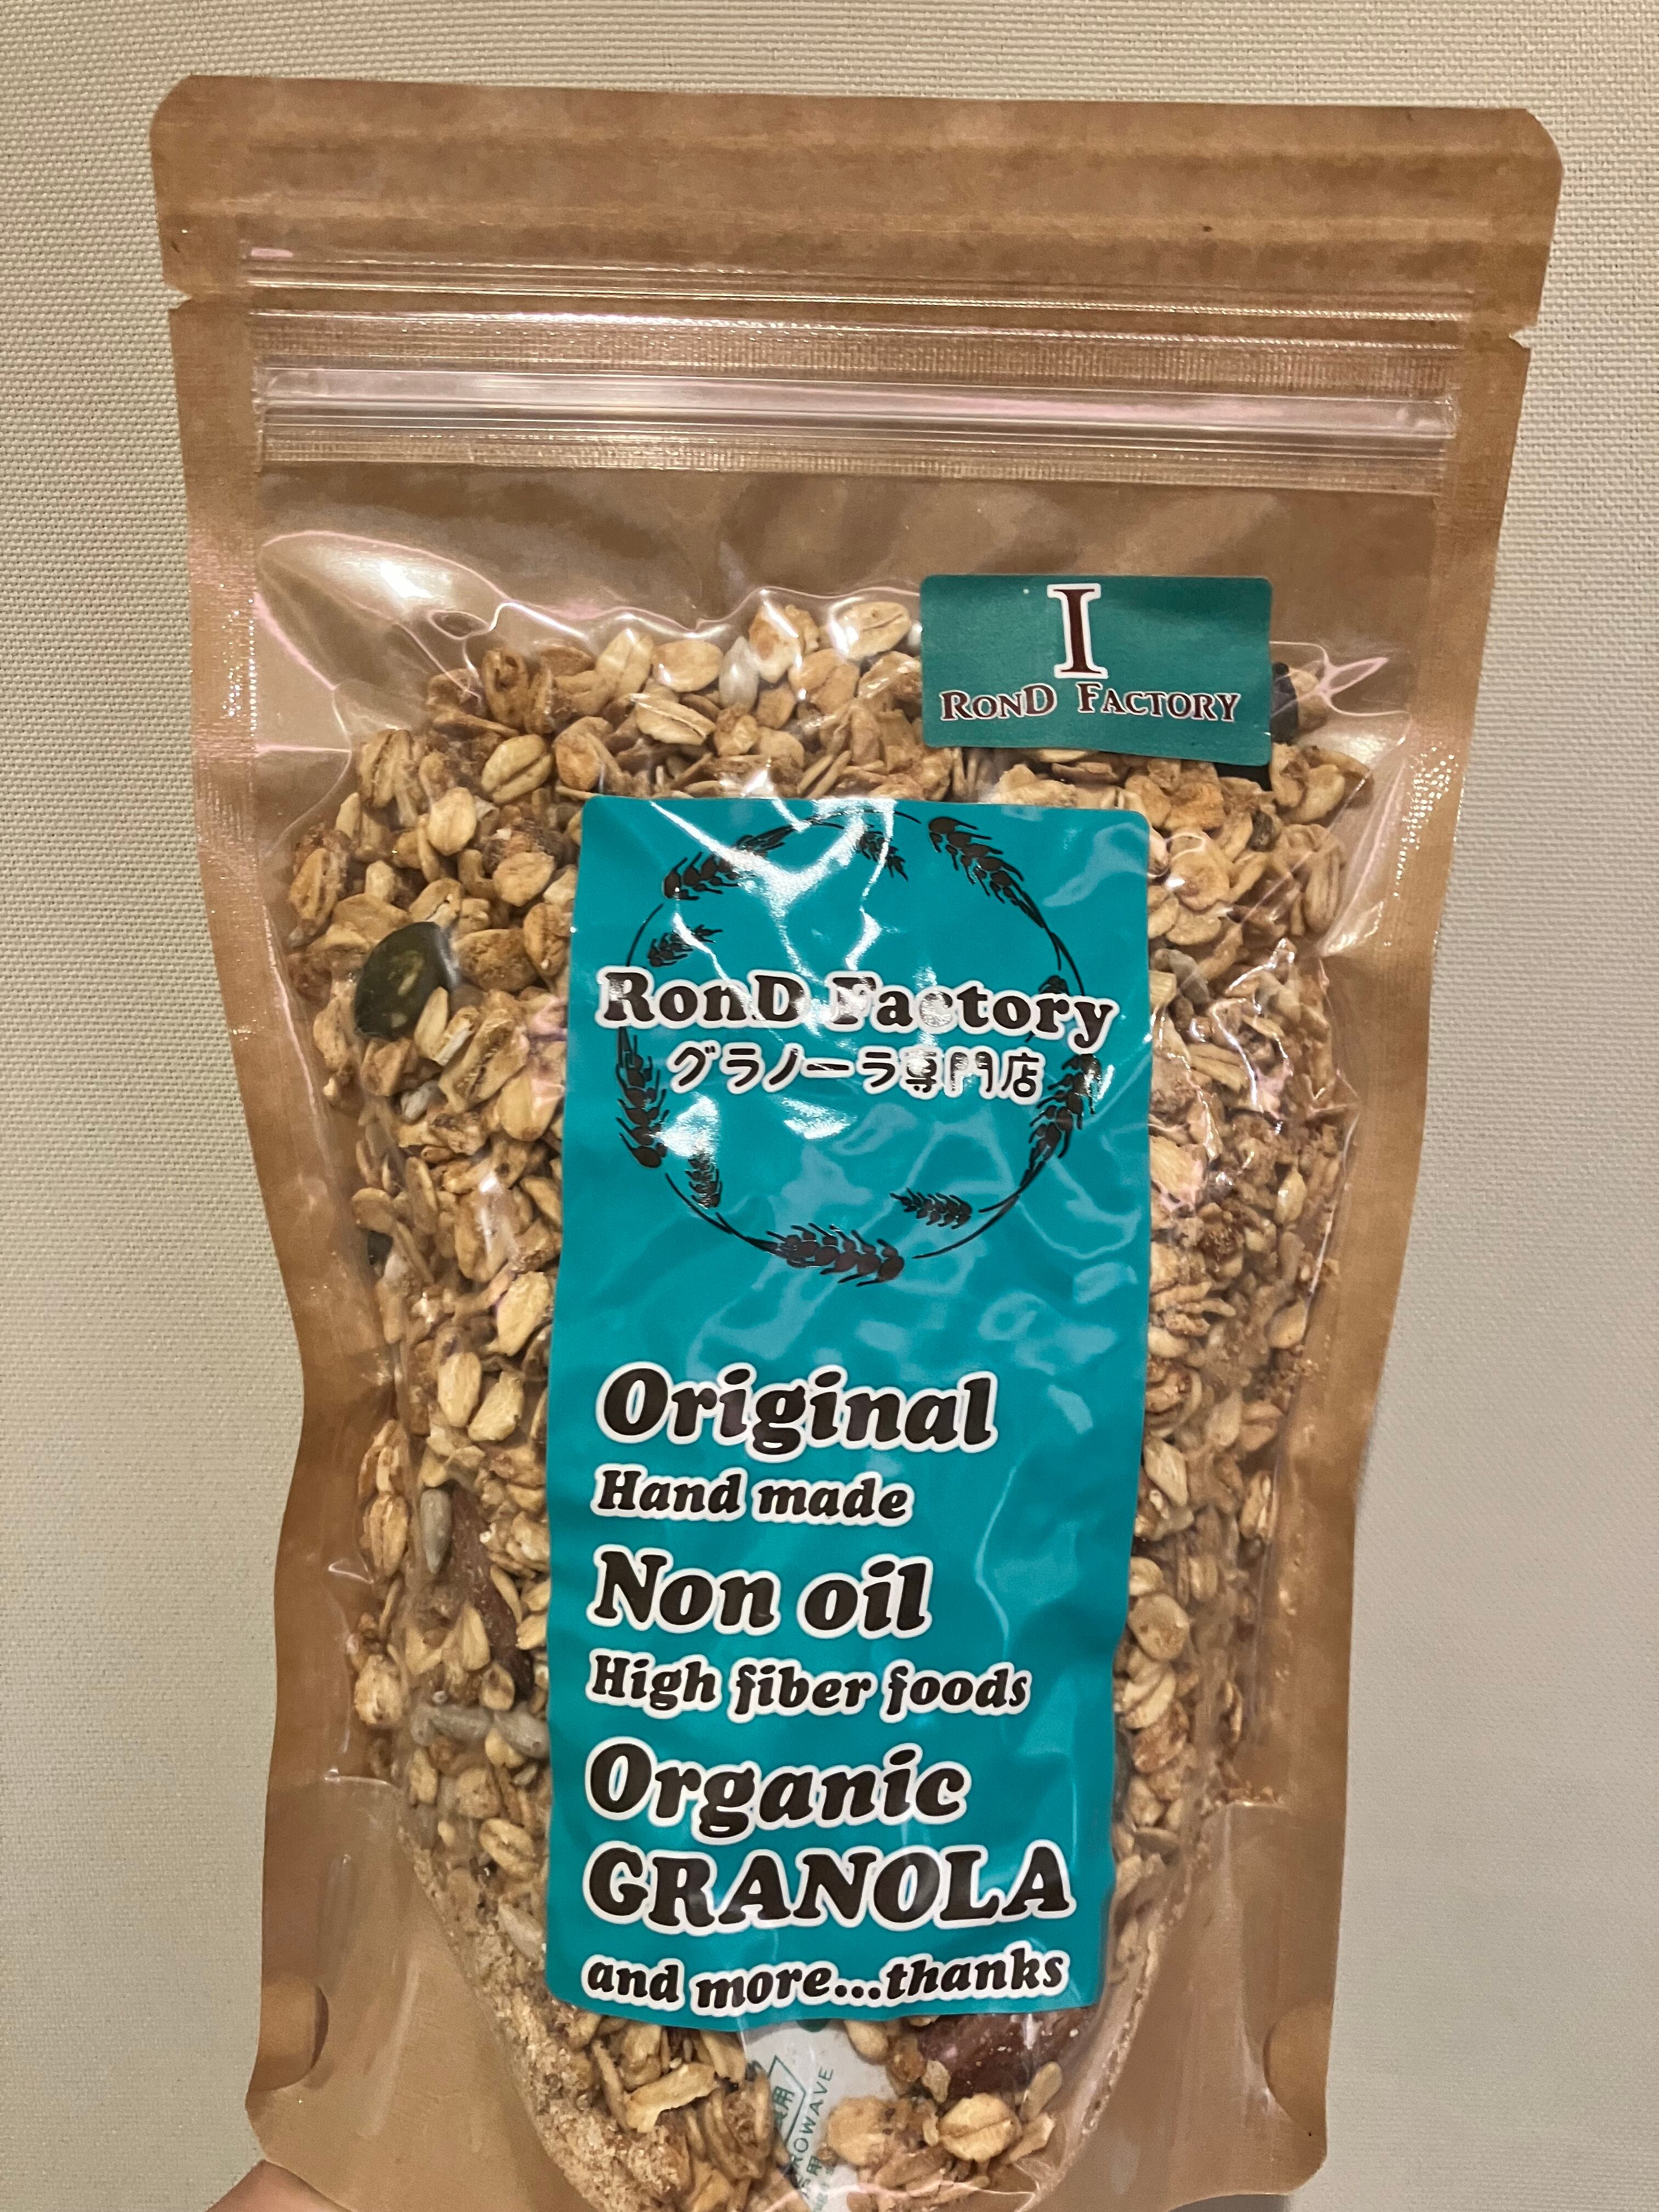 I
RonD Factory
RonD Factory
グラノーラ専門店
Original
Hand made
Non oil
High fiber foods
Organic
GRANOLA
and more...thanks